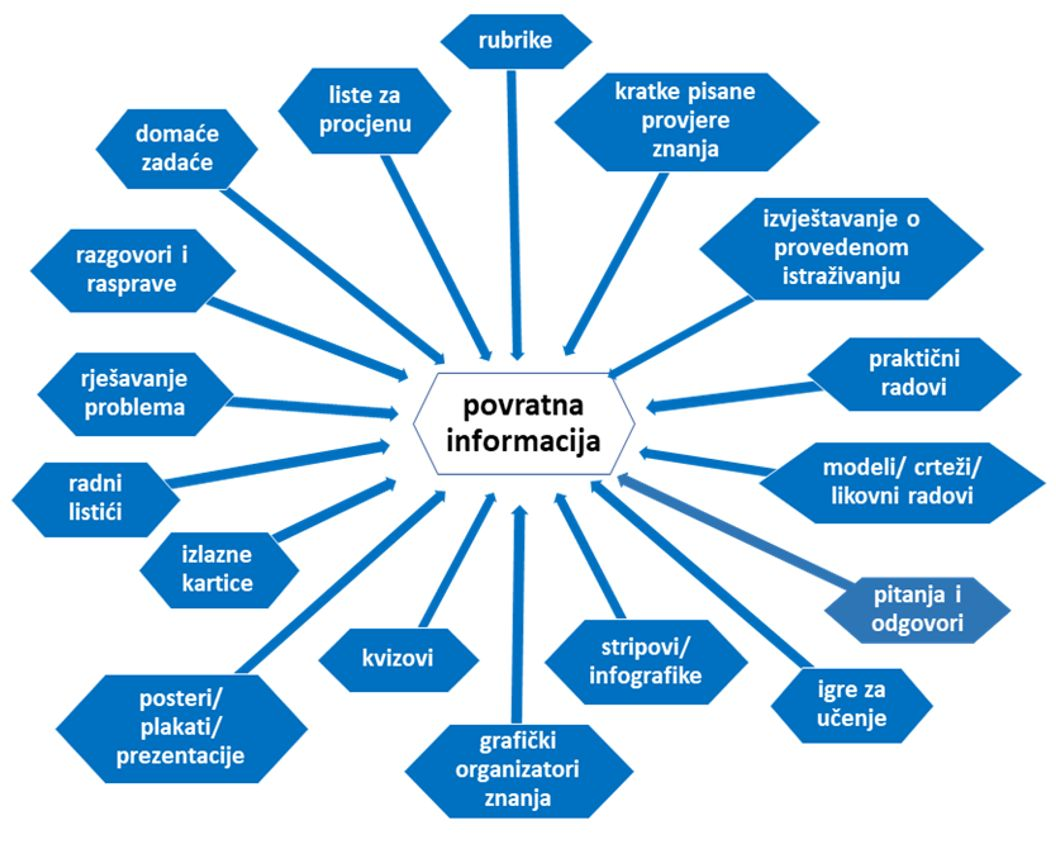 rubrike
liste za
procjenu
kratke pisane
provjere
znanja
domaće
zadaće
izvještavanje o
provedenom
istraživanju
razgovori i
rasprave
praktični
radovi
rješavanje
problema
povratna
informacija
modeli/ crteži/
likovni radovi
radni
listići
izlazne
kartice
pitanja i
odgovori
kvizovi
stripovi/
infografike
igre za
učenje
posteri/
plakati/
prezentacije
grafički
organizatori
znanja